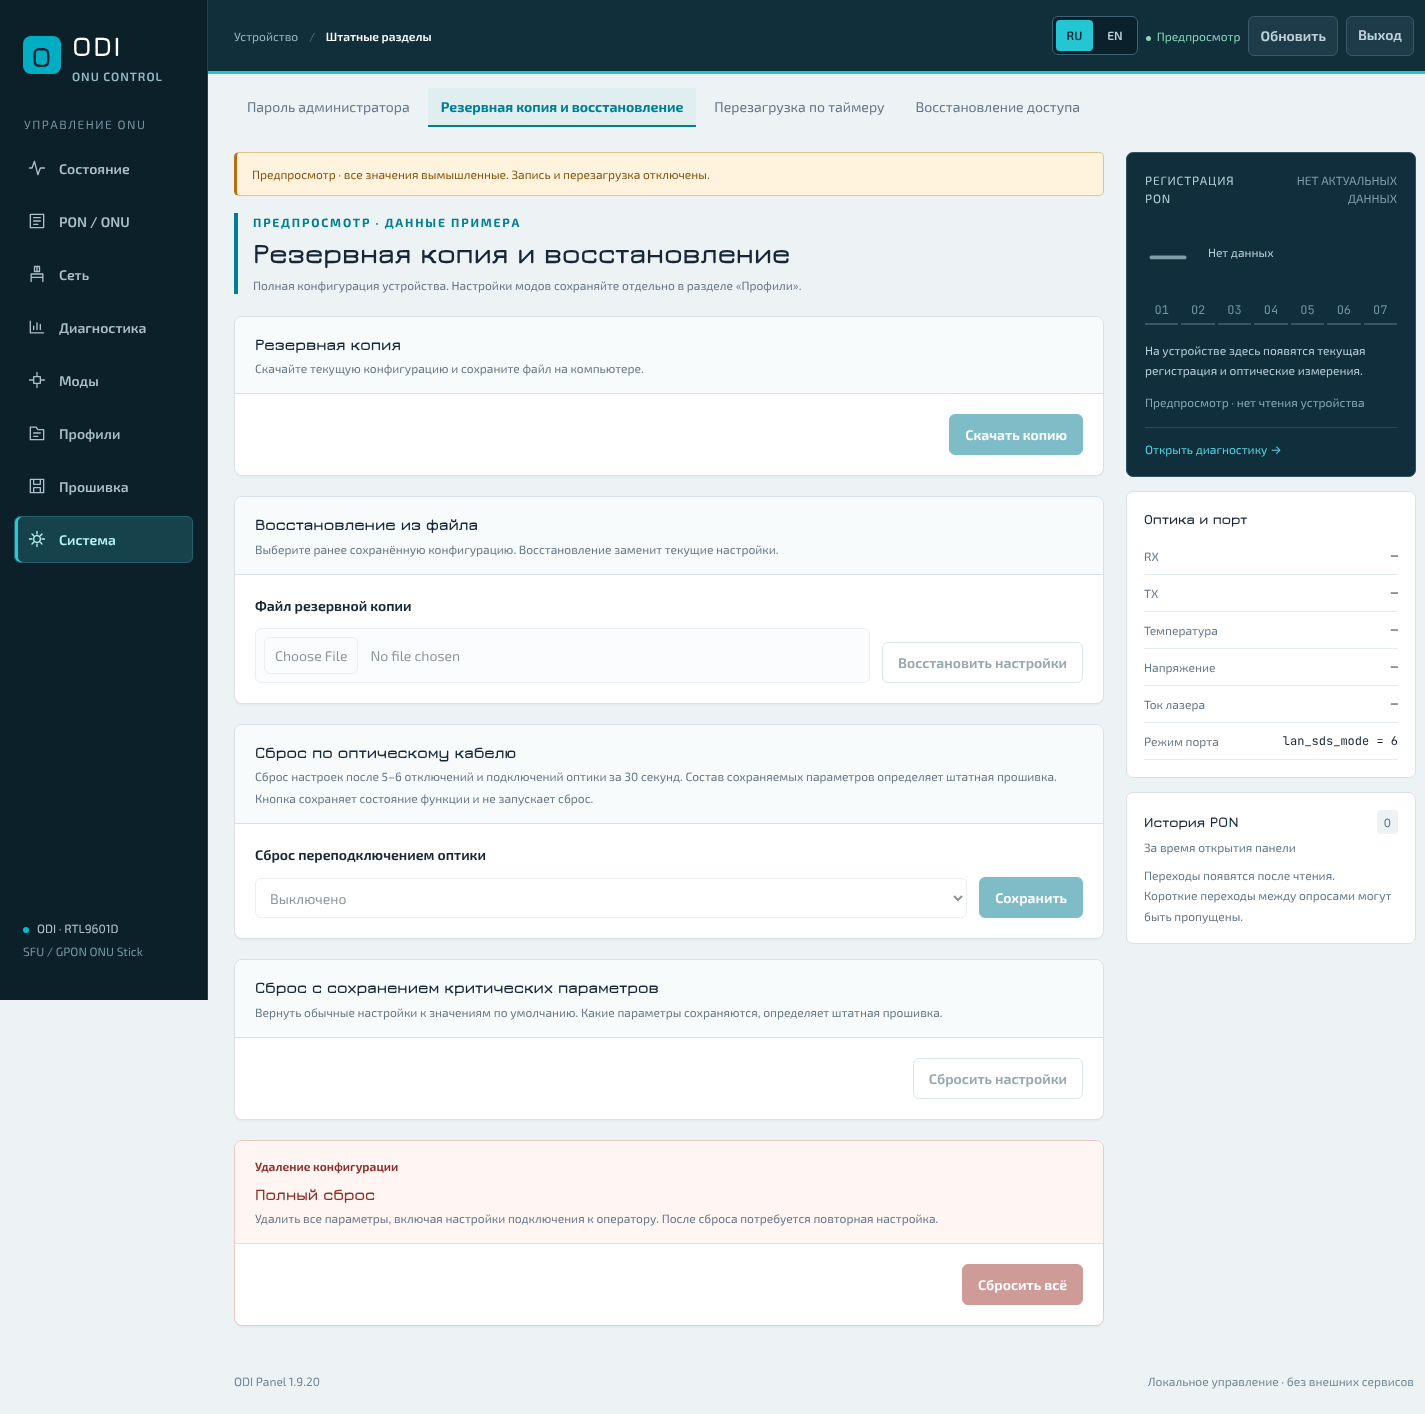 ODI
ONU CONTROL
УПРАВЛЕНИЕ ONU
Состояние
PON / ONU
Сеть
Диагностика
Моды
Профили
Прошивка
Система
ODI · RTL9601D
SFU / GPON ONU Stick
Устройство / Штатные разделы
RU EN
Предпросмотр
Обновить
Выход
Пароль администратора
Резервная копия и восстановление
Перезагрузка по таймеру
Восстановление доступа
Предпросмотр · все значения вымышленные. Запись и перезагрузка отключены.
ПРЕДПРОСМОТР · ДАННЫЕ ПРИМЕРА
Резервная копия и восстановление
Полная конфигурация устройства. Настройки модов сохраняйте отдельно в разделе «Профили».
Резервная копия
Скачайте текущую конфигурацию и сохраните файл на компьютере.
Скачать копию
Восстановление из файла
Выберите ранее сохранённую конфигурацию. Восстановление заменит текущие настройки.
Файл резервной копии
Choose File No file chosen
Восстановить настройки
Сброс по оптическому кабелю
Сброс настроек после 5–6 отключений и подключений оптики за 30 секунд. Состав сохраняемых параметров определяет штатная прошивка.
Кнопка сохраняет состояние функции и не запускает сброс.
Сброс переподключением оптики
Выключено
Сохранить
Сброс с сохранением критических параметров
Вернуть обычные настройки к значениям по умолчанию. Какие параметры сохраняются, определяет штатная прошивка.
Сбросить настройки
Удаление конфигурации
Полный сброс
Удалить все параметры, включая настройки подключения к оператору. После сброса потребуется повторная настройка.
Сбросить всё
РЕГИСТРАЦИЯ
PON
НЕТ АКТУАЛЬНЫХ
ДАННЫХ
— Нет данных
01 02 03 04 05 06 07
На устройстве здесь появятся текущая
регистрация и оптические измерения.
Предпросмотр · нет чтения устройства
Открыть диагностику →
Оптика и порт
RX –
TX –
Температура –
Напряжение –
Ток лазера –
Режим порта lan_sds_mode = 6
История PON 0
За время открытия панели
Переходы появятся после чтения.
Короткие переходы между опросами могут
быть пропущены.
ODI Panel 1.9.20
Локальное управление · без внешних сервисов